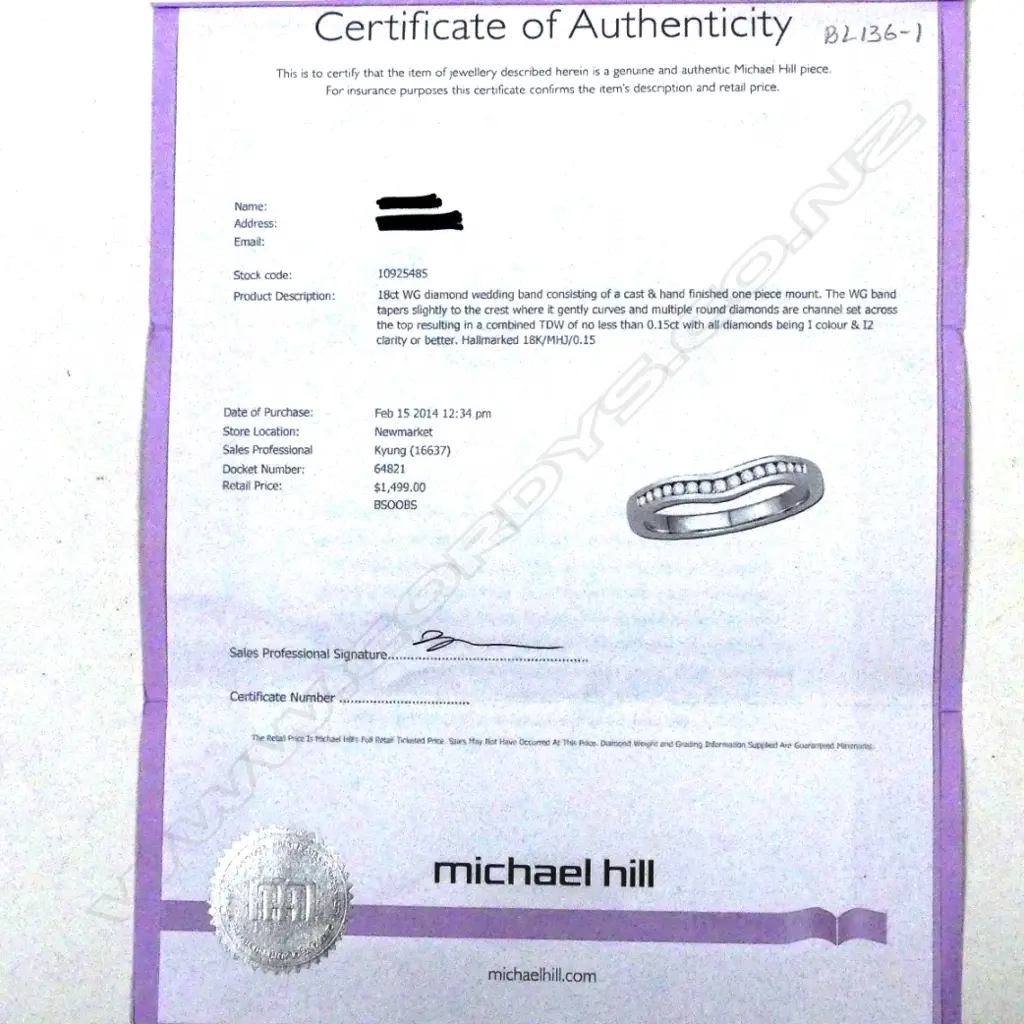 Certificate of Authenticity BL136-1
This is to certify that the item of jewellery described herein is a genuine and authentic Michael Hill piece.
For insurance purposes this certificate confirms the item's description and retail price.
Name:
Address:
Email:
Stock code: 10925485
Product Description: 18ct WG diamond wedding band consisting of a cast & hand finished one piece mount. The WG band
tapers slightly to the crest where it gently curves and multiple round diamonds are channel set across
the top resulting in a combined TDW of no less than 0.15ct with all diamonds being I colour & I2
clarity or better. Hallmarked 18K/MHJ/0.15
Date of Purchase: Feb 15 2014 12:34 pm
Store Location: Newmarket
Sales Professional Kyung (16637)
Docket Number: 64821
Retail Price: $1,499.00
BSOOBS
Sales Professional Signature
Certificate Number
The Retail Price Is Michael Hill's Full Retail Ticketed Price. Sales May Not Have Occurred At This Price. Diamond Weight and Grading Information Supplied Are Guaranteed Minimums.
michael hill
michaelhill.com
WWW.CORDYS.CO.NZ